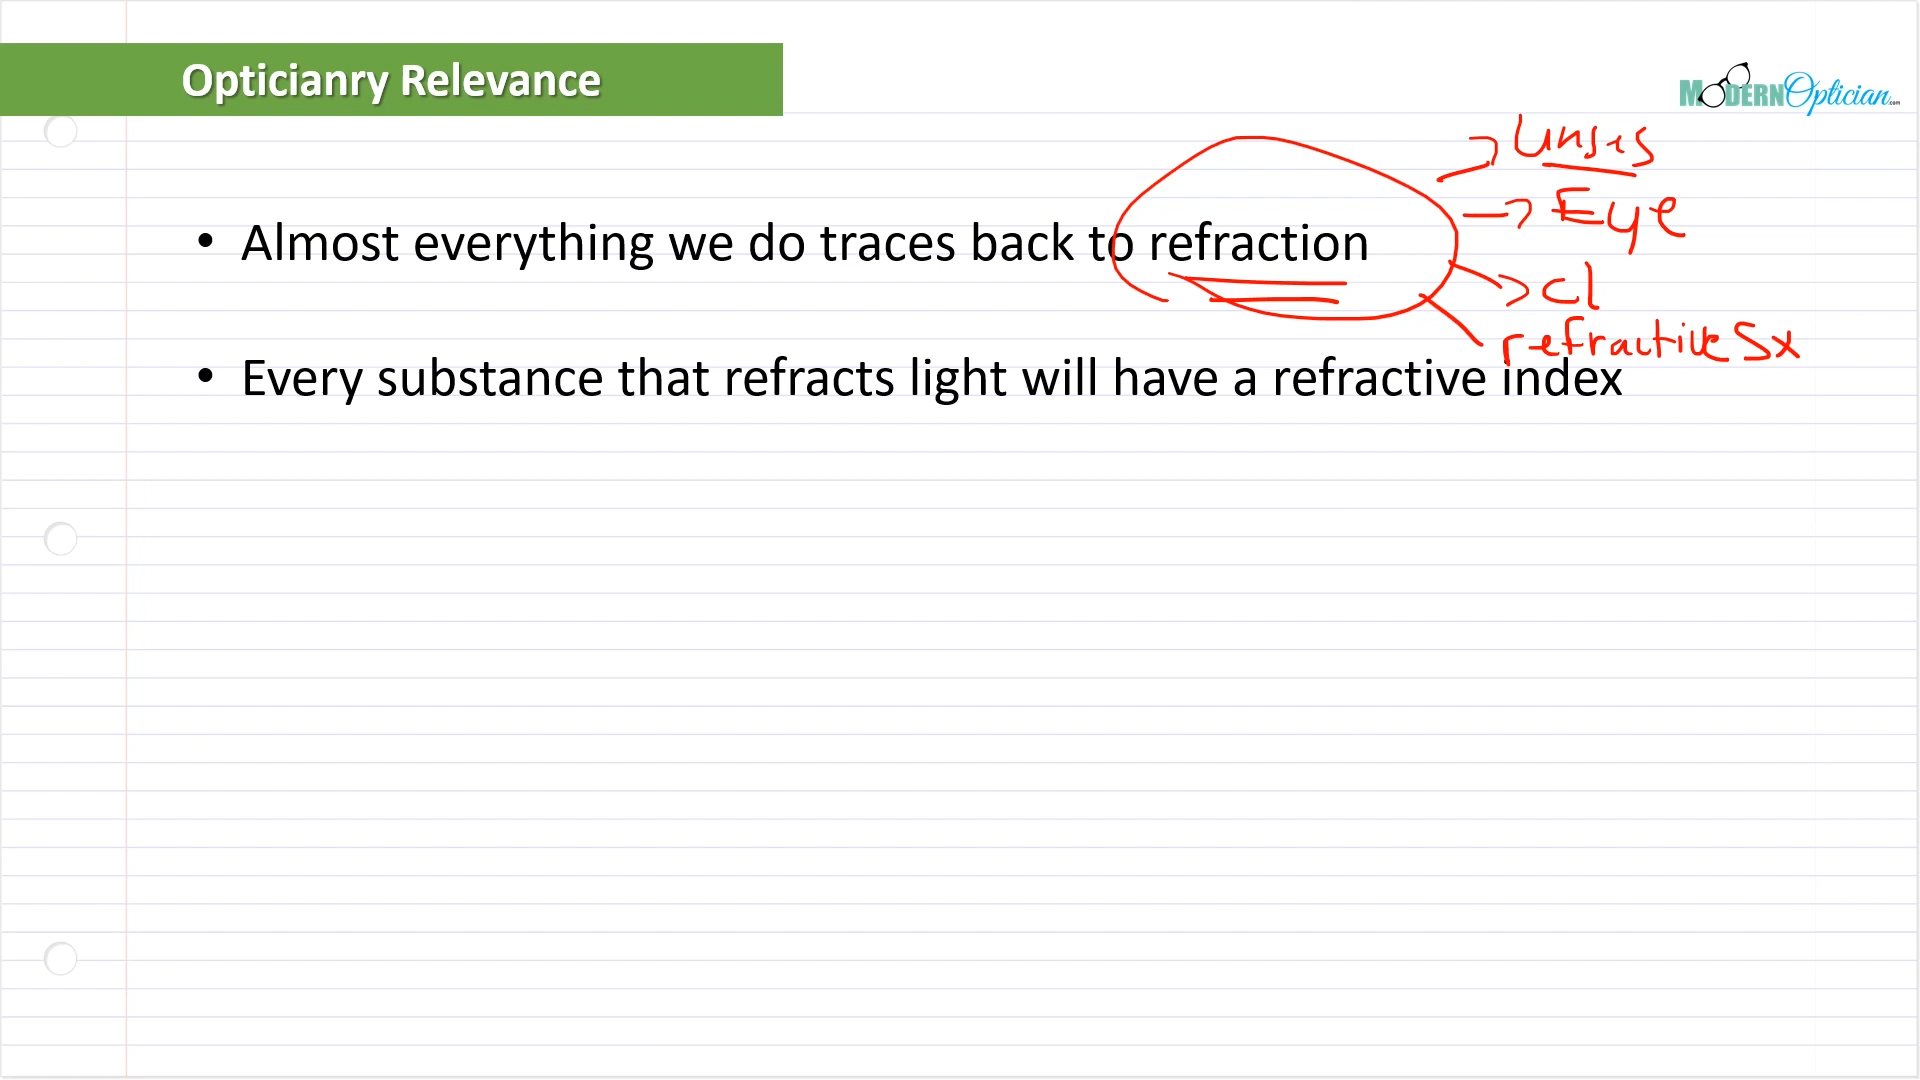 Opticianry Relevance
MODERNOptician.com
Lenses
Eye
• Almost everything we do traces back to refraction
cl
refractive Sx
• Every substance that refracts light will have a refractive index